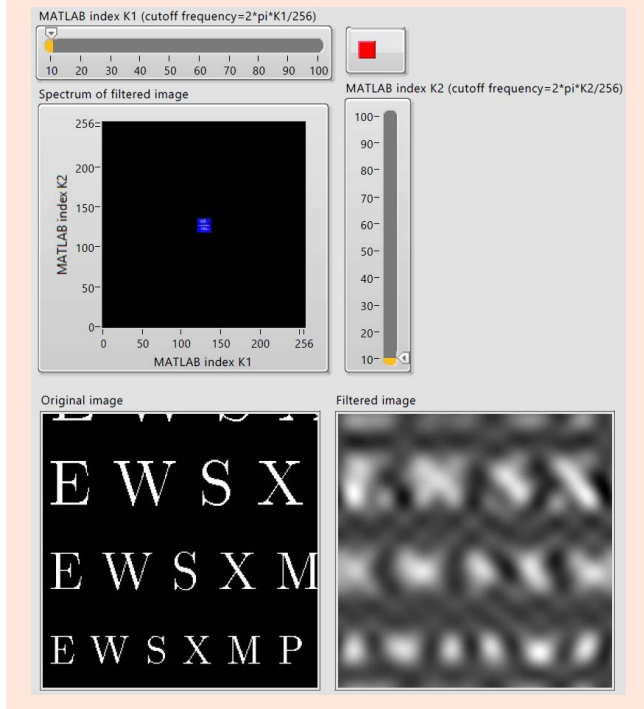 MATLAB index K1 (cutoff frequency=2*pi*K1/256)
10 20 30 40 50 60 70 80 90 100
Spectrum of filtered image
MATLAB index K2 (cutoff frequency=2*pi*K2/256)
256
200
150
100
50
0
MATLAB index K2
0 50 100 150 200 256
MATLAB index K1
100
90
80
70
60
50
40
30
20
10
Original image
E W S X
E W S X M
E W S X M P
Filtered image